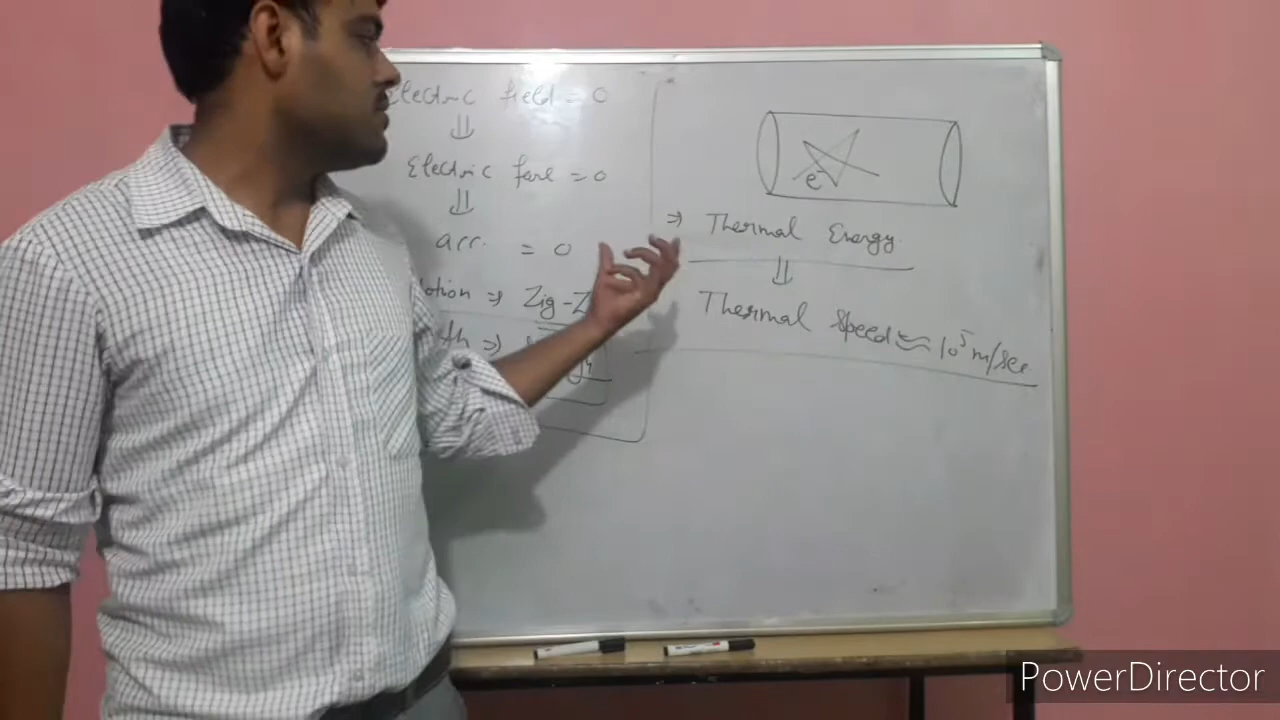 Electric field = 0
⇓
Electric force = 0
⇓
acc. = 0
Motion ⇒ Zig-Z
th ⇒
e⁻
⇒ Thermal Energy
⇓
Thermal Speed ≈ 10⁵ m/sec
PowerDirector